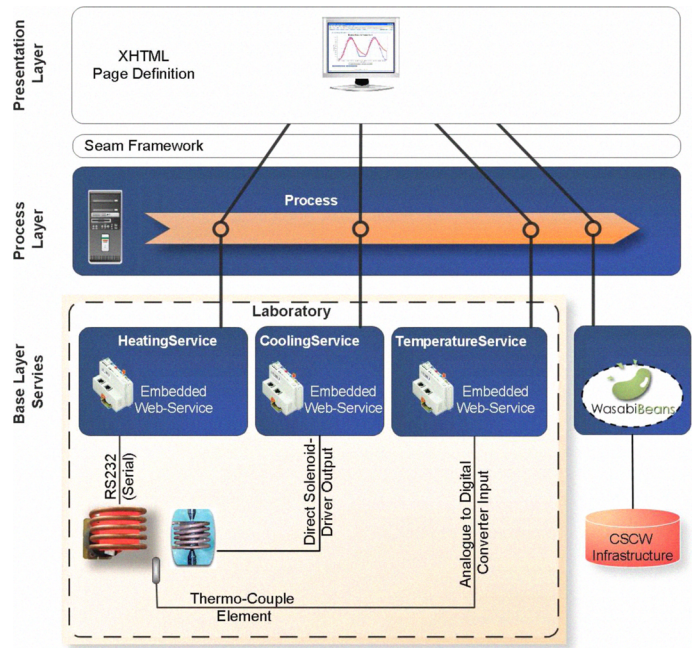 Presentation
Layer
XHTML
Page Definition
Seam Framework
Process
Layer
Process
Base Layer
Servies
Laboratory
HeatingService
Embedded
Web-Service
CoolingService
Embedded
Web-Service
TemperatureService
Embedded
Web-Service
WasabiBeans
RS232
(Serial)
Direct Solenoid-
Driver Output
Analogue to Digital
Converter Input
Thermo-Couple
Element
CSCW
Infrastructure